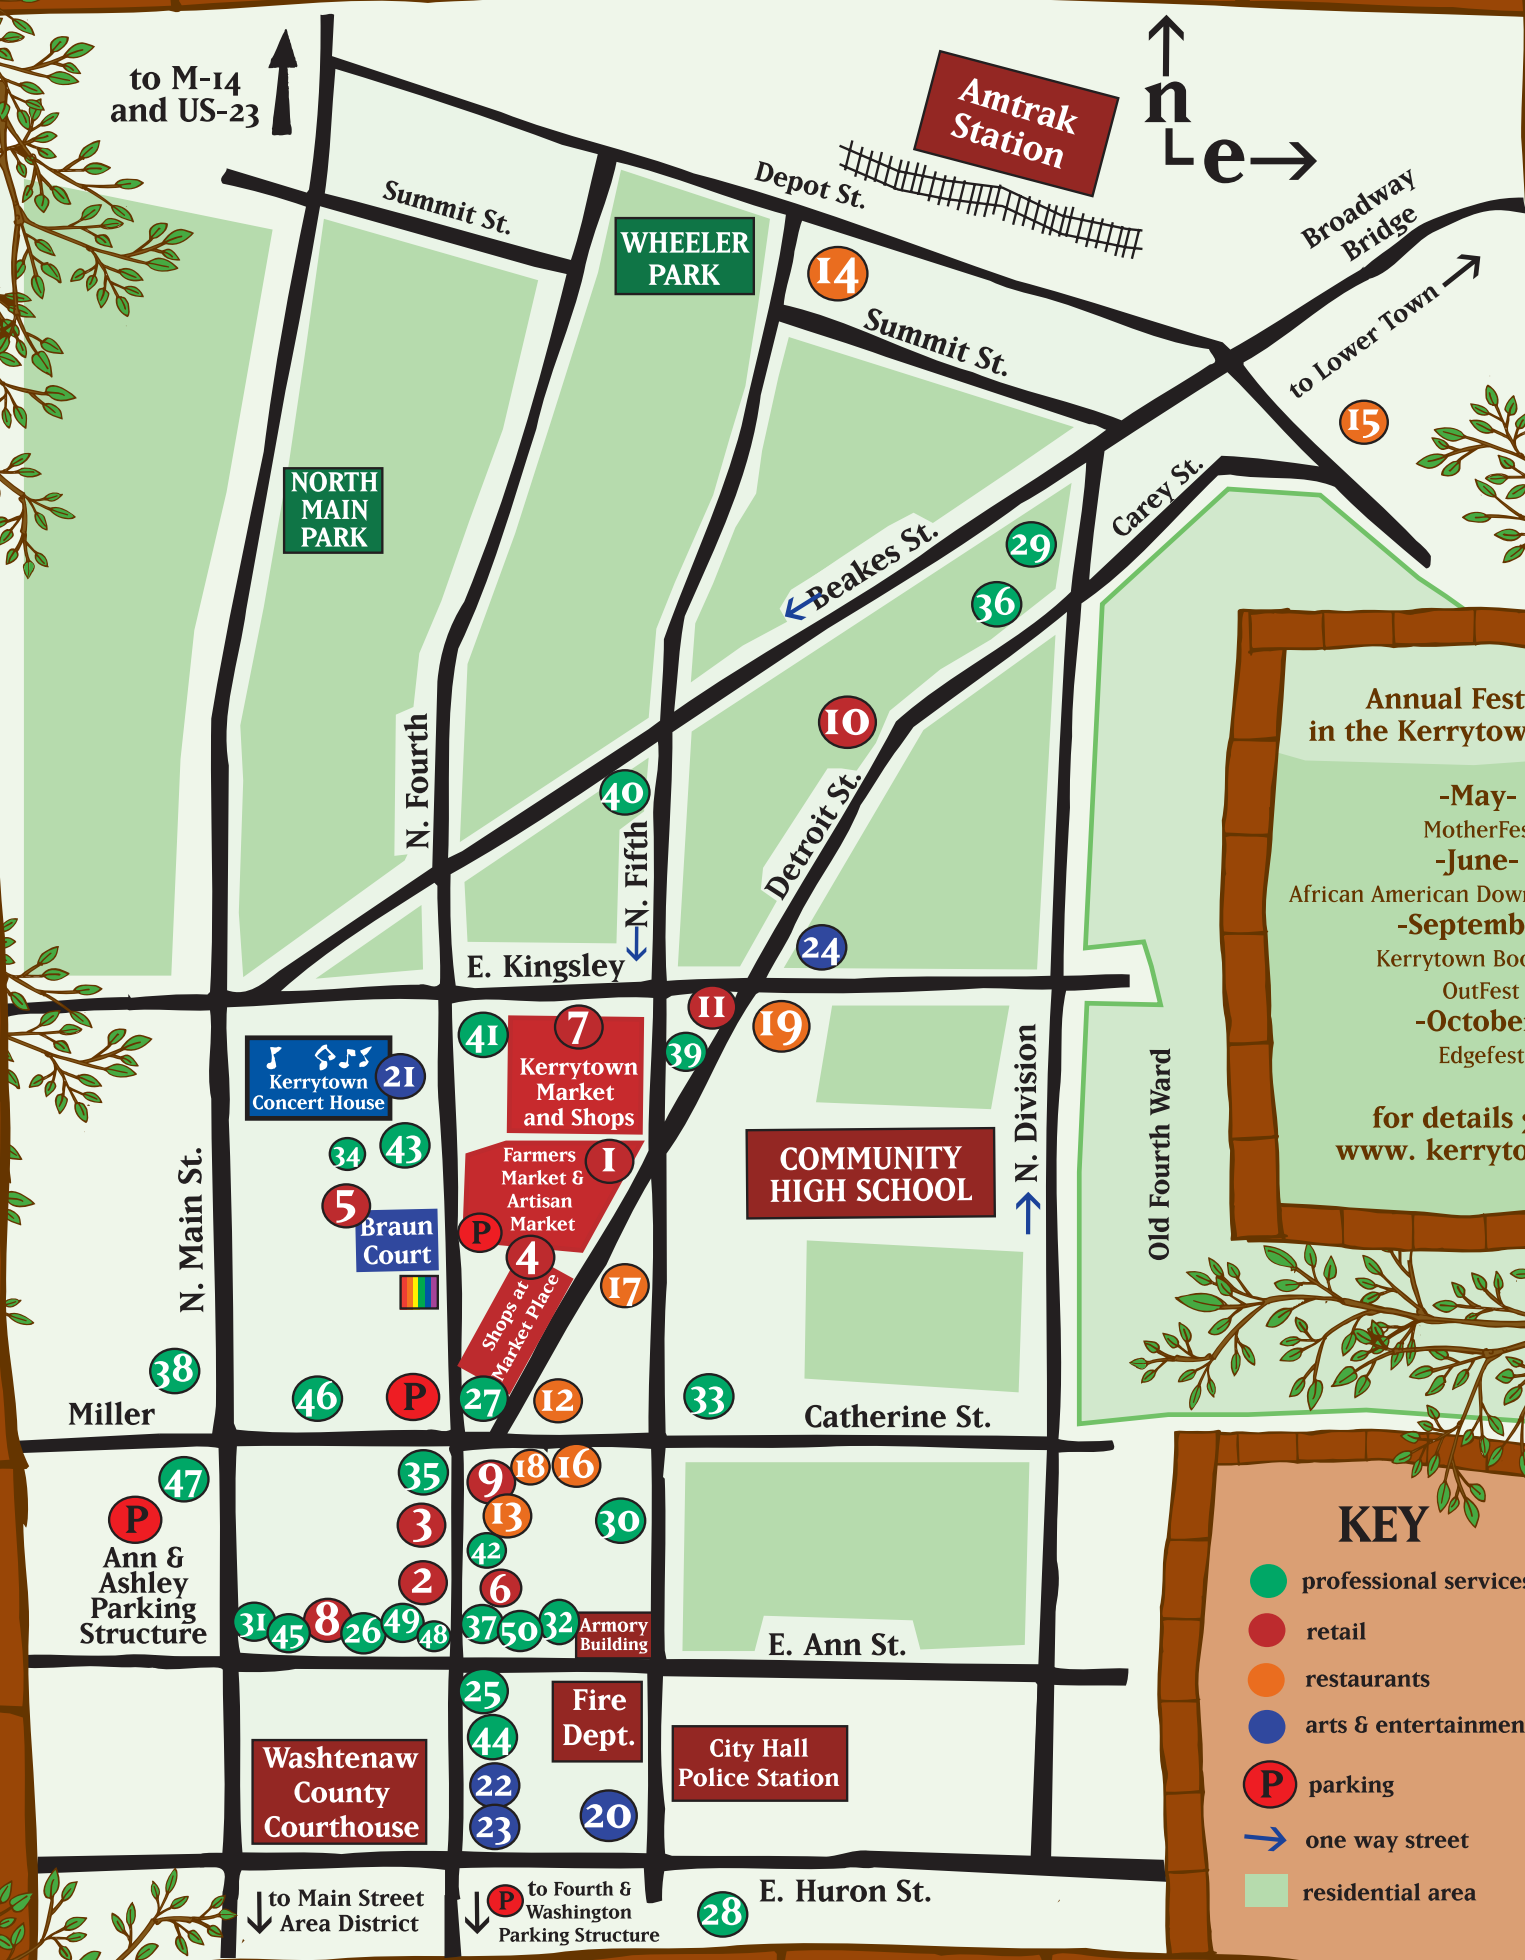 to M-14
and US-23
Amtrak
Station
n
e
Depot St.
Summit St.
WHEELER
PARK
14
Broadway
Bridge
to Lower Town
15
Summit St.
NORTH
MAIN
PARK
Carey St.
Beakes St.
29
36
10
N. Fourth
40
N. Fifth
Detroit St.
24
E. Kingsley
Annual Fest
in the Kerrytow
-May-
MotherFes
-June-
African American Down
-Septemb
Kerrytown Boo
OutFest
-October
Edgefest
for details
www. kerryto
11
19
39
41
7
Kerrytown
Market
and Shops
Kerrytown
Concert House
21
34
43
5
Braun
Court
Farmers
Market &
Artisan
Market
1
P
4
Shops at
Market Place
17
COMMUNITY
HIGH SCHOOL
N. Division
Old Fourth Ward
N. Main St.
38
Miller
46
P
27
12
33
Catherine St.
47
P
Ann &
Ashley
Parking
Structure
35
3
2
9
18
16
13
42
30
6
31
45
8
26
49
48
37
50
32
Armory
Building
E. Ann St.
25
44
22
23
Fire
Dept.
20
City Hall
Police Station
Washtenaw
County
Courthouse
to Main Street
Area District
P
to Fourth &
Washington
Parking Structure
28
E. Huron St.
KEY
professional services
retail
restaurants
arts & entertainmen
P
parking
one way street
residential area